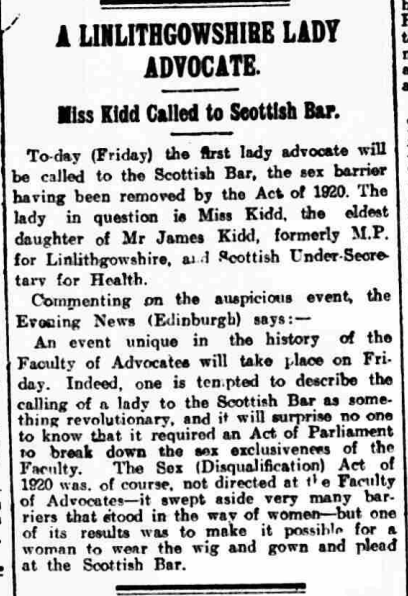 A LINLITHGOWSHIRE LADY
ADVOCATE.
Miss Kidd Called to Scottish Bar.
To-day (Friday) the first lady advocate will
be called to the Scottish Bar, the sex barrier
having been removed by the Act of 1920. The
lady in question is Miss Kidd, the eldest
daughter of Mr James Kidd, formerly M.P.
for Linlithgowshire, and Scottish Under-Secre-
tary for Health.
Commenting on the auspicious event, the
Evening News (Edinburgh) says:—
An event unique in the history of the
Faculty of Advocates will take place on Fri-
day. Indeed, one is tempted to describe the
calling of a lady to the Scottish Bar as some-
thing revolutionary, and it will surprise no one
to know that it required an Act of Parliament
to break down the sex exclusiveness of the
Faculty. The Sex (Disqualification) Act of
1920 was, of course, not directed at the Faculty
of Advocates—it swept aside very many bar-
riers that stood in the way of women—but one
of its results was to make it possible for a
woman to wear the wig and gown and plead
at the Scottish Bar.